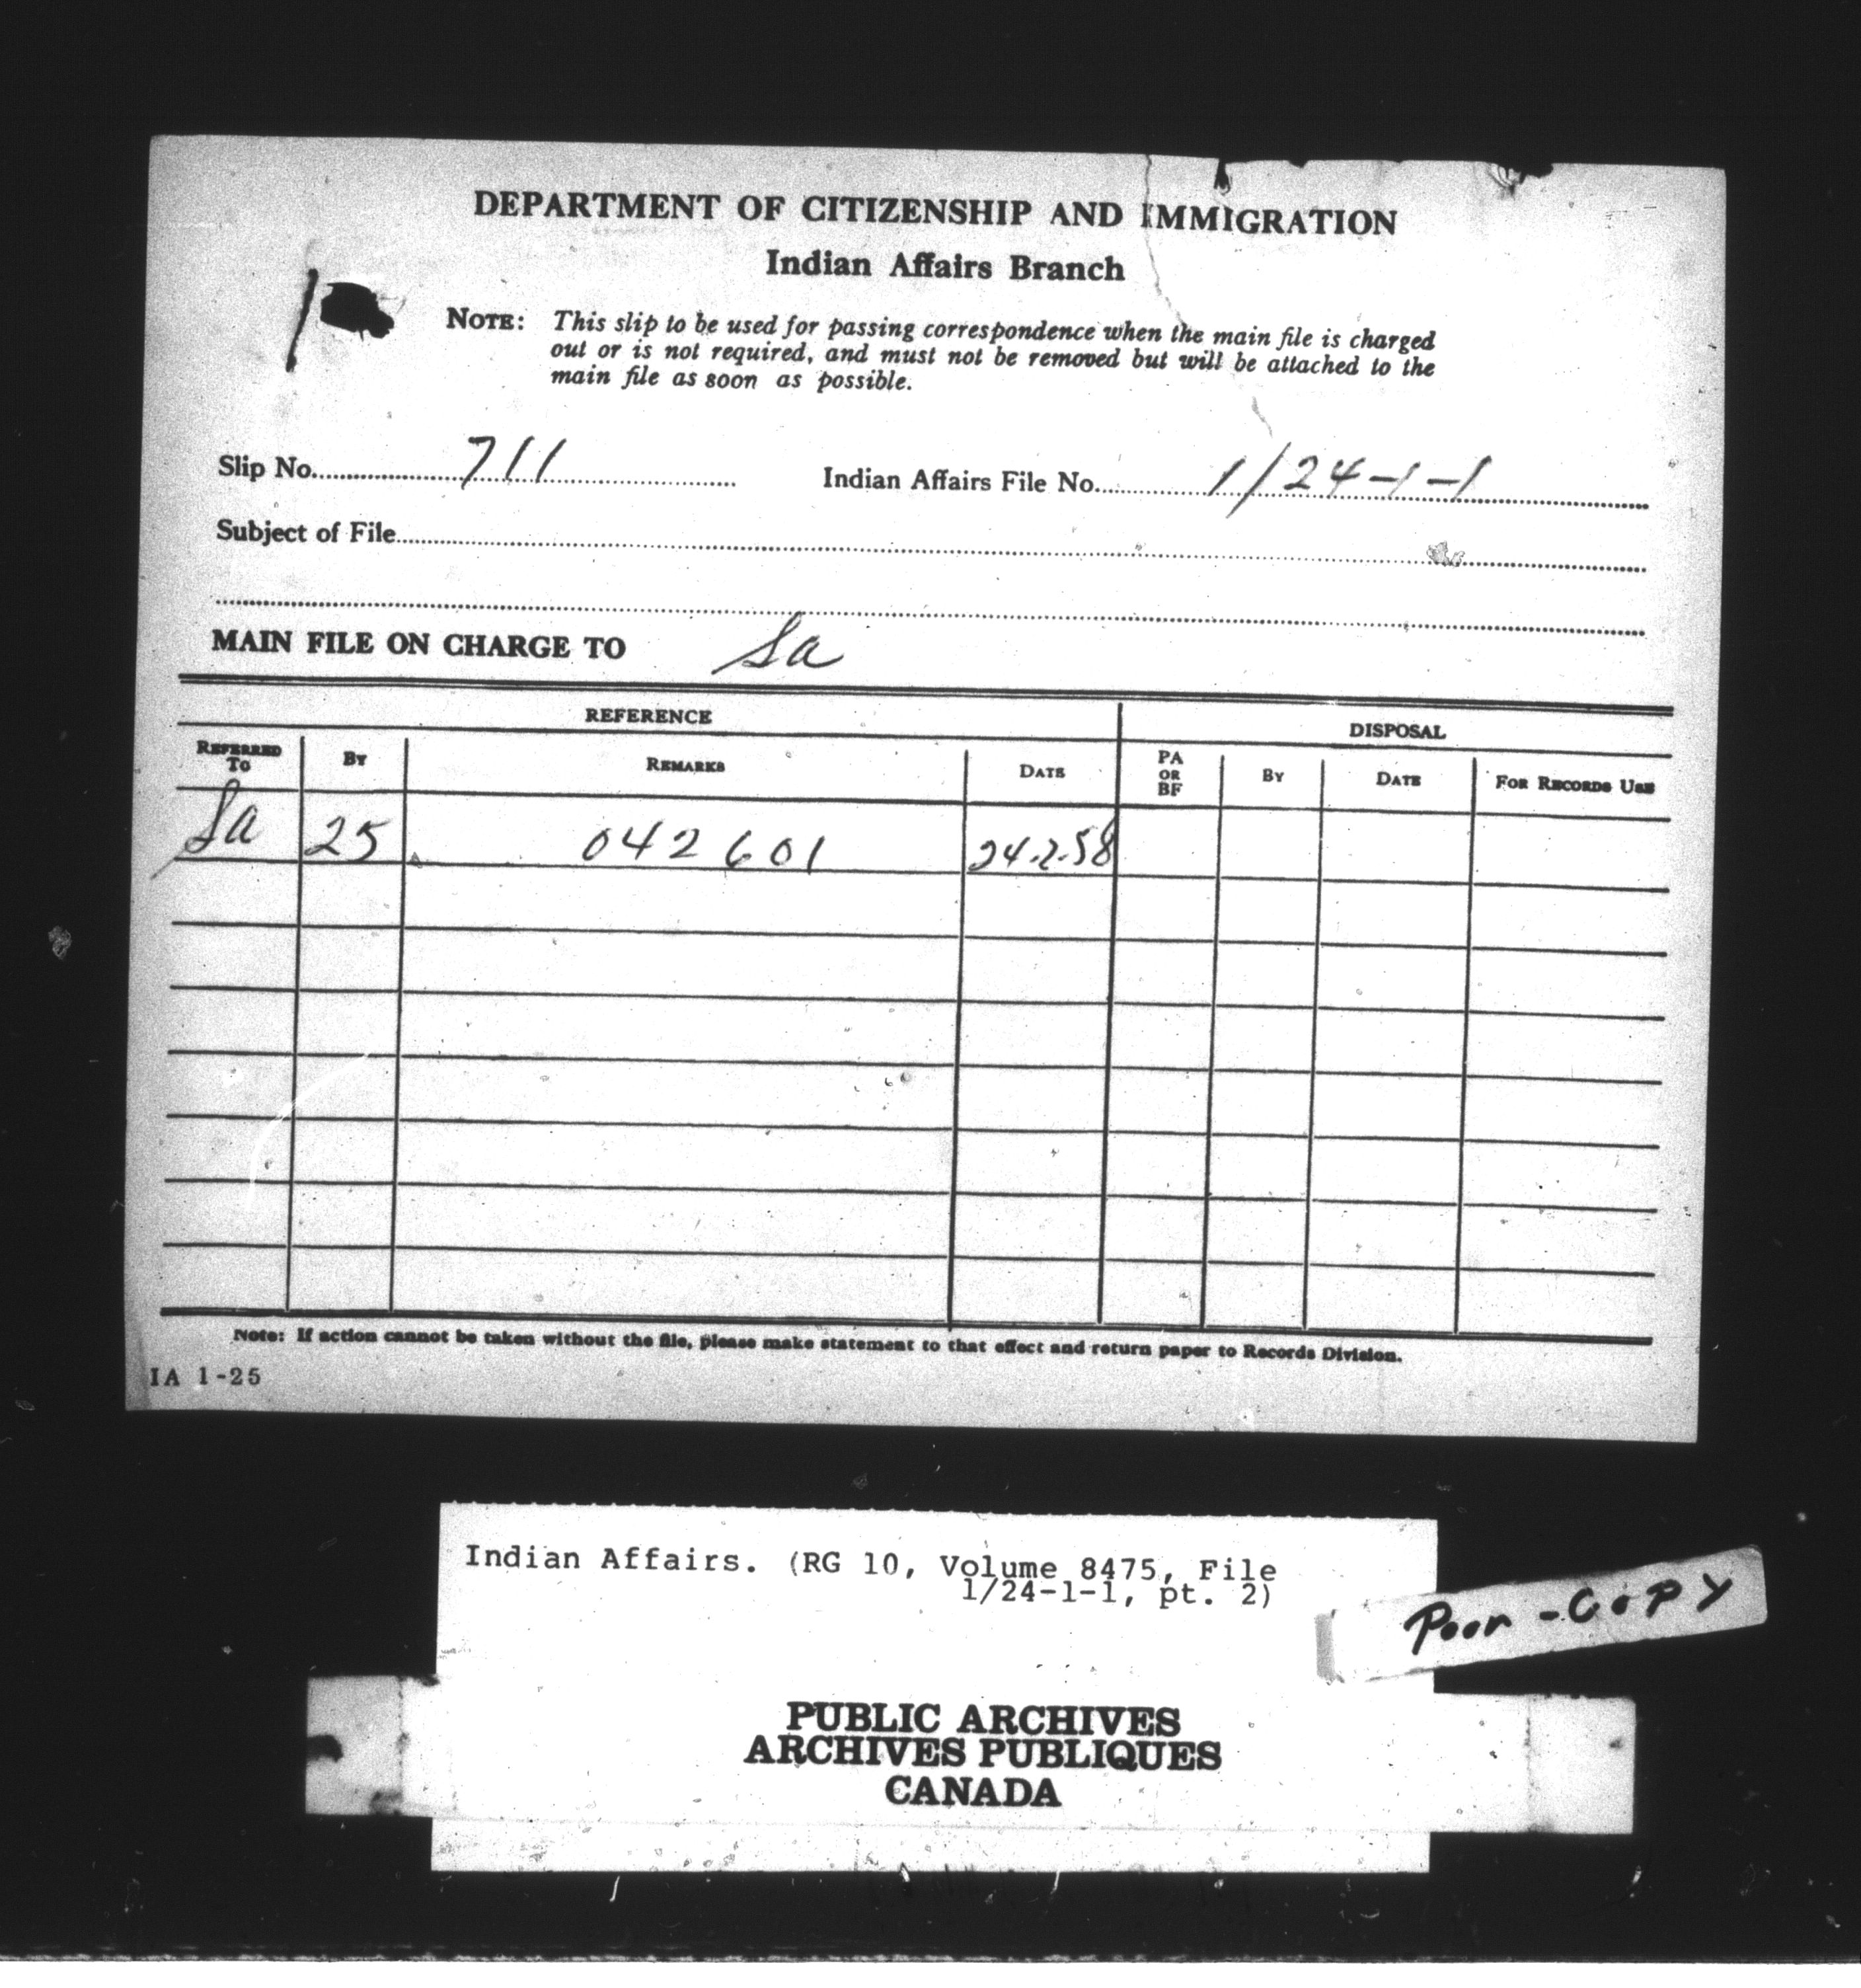 DEPARTMENT OF CITIZENSHIP AND IMMIGRATION
Indian Affairs Branch
NOTE: This slip to be used for passing correspondence when the main file is charged
out or is not required, and must not be removed but will be attached to the
main file as soon as possible.
Slip No. 711 Indian Affairs File No. 1/24-1-1
Subject of File
MAIN FILE ON CHARGE TO Sa
REFERENCE DISPOSAL
REFERRED TO BY REMARKS DATE PA OR BF BY DATE FOR RECORDS USE
Sa 25 042601 24.2.58
Note: If action cannot be taken without the file, please make statement to that effect and return paper to Records Division.
IA 1-25
Indian Affairs. (RG 10, Volume 8475, File
1/24-1-1, pt. 2)
Poor-Copy
PUBLIC ARCHIVES
ARCHIVES PUBLIQUES
CANADA